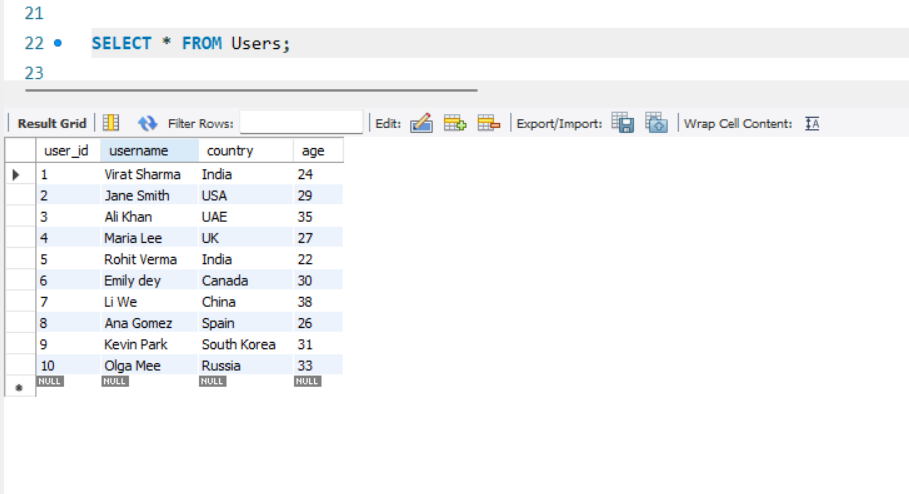 21
22 SELECT * FROM Users;
23
Result Grid Filter Rows: Edit: Export/Import: Wrap Cell Content: IA
user_id username country age
1 Virat Sharma India 24
2 Jane Smith USA 29
3 Ali Khan UAE 35
4 Maria Lee UK 27
5 Rohit Verma India 22
6 Emily dey Canada 30
7 Li We China 38
8 Ana Gomez Spain 26
9 Kevin Park South Korea 31
10 Olga Mee Russia 33
NULL NULL NULL NULL